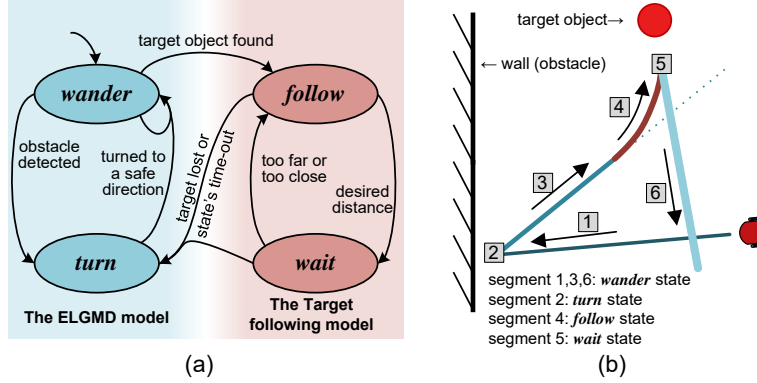 target object found
wander
follow
obstacle
detected
turned to
a safe
direction
target lost or
state's time-out
too far or
too close
desired
distance
turn
wait
The ELGMD model
The Target
following model
(a)
target object→
← wall (obstacle)
5
4
3
6
1
2
segment 1,3,6: wander state
segment 2: turn state
segment 4: follow state
segment 5: wait state
(b)